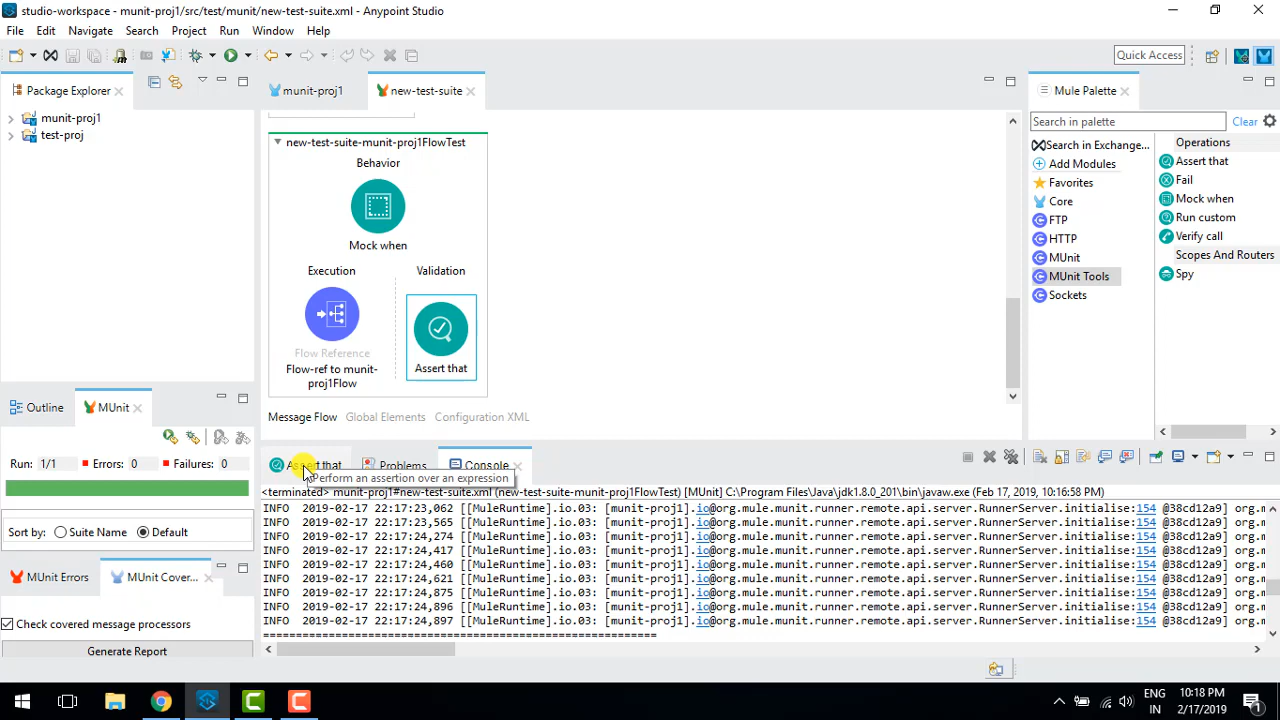 studio-workspace - munit-proj1/src/test/munit/new-test-suite.xml - Anypoint Studio
File Edit Navigate Search Project Run Window Help
Quick Access
Package Explorer
munit-proj1
test-proj
munit-proj1
new-test-suite
new-test-suite-munit-proj1FlowTest
Behavior
Mock when
Execution
Validation
Flow Reference
Flow-ref to munit-
proj1Flow
Assert that
Message Flow Global Elements Configuration XML
Mule Palette
Search in palette
Clear
Search in Exchange...
Add Modules
Favorites
Core
FTP
HTTP
MUnit
MUnit Tools
Sockets
Operations
Assert that
Fail
Mock when
Run custom
Verify call
Scopes And Routers
Spy
Outline
MUnit
Run: 1/1 Errors: 0 Failures: 0
Sort by: Suite Name Default
MUnit Errors
MUnit Cover...
Check covered message processors
Generate Report
Problems
Console
Perform an assertion over an expression
<terminated> munit-proj1#new-test-suite.xml (new-test-suite-munit-proj1FlowTest) [MUnit] C:\Program Files\Java\jdk1.8.0_201\bin\javaw.exe (Feb 17, 2019, 10:16:58 PM)
INFO 2019-02-17 22:17:23,062 [[MuleRuntime].io.03: [munit-proj1].io@org.mule.munit.runner.remote.api.server.RunnerServer.initialise:154 @38cd12a9] org.m
INFO 2019-02-17 22:17:23,565 [[MuleRuntime].io.03: [munit-proj1].io@org.mule.munit.runner.remote.api.server.RunnerServer.initialise:154 @38cd12a9] org.m
INFO 2019-02-17 22:17:24,274 [[MuleRuntime].io.03: [munit-proj1].io@org.mule.munit.runner.remote.api.server.RunnerServer.initialise:154 @38cd12a9] org.m
INFO 2019-02-17 22:17:24,417 [[MuleRuntime].io.03: [munit-proj1].io@org.mule.munit.runner.remote.api.server.RunnerServer.initialise:154 @38cd12a9] org.m
INFO 2019-02-17 22:17:24,460 [[MuleRuntime].io.03: [munit-proj1].io@org.mule.munit.runner.remote.api.server.RunnerServer.initialise:154 @38cd12a9] org.m
INFO 2019-02-17 22:17:24,621 [[MuleRuntime].io.03: [munit-proj1].io@org.mule.munit.runner.remote.api.server.RunnerServer.initialise:154 @38cd12a9] org.m
INFO 2019-02-17 22:17:24,875 [[MuleRuntime].io.03: [munit-proj1].io@org.mule.munit.runner.remote.api.server.RunnerServer.initialise:154 @38cd12a9] org.m
INFO 2019-02-17 22:17:24,896 [[MuleRuntime].io.03: [munit-proj1].io@org.mule.munit.runner.remote.api.server.RunnerServer.initialise:154 @38cd12a9] org.m
INFO 2019-02-17 22:17:24,897 [[MuleRuntime].io.03: [munit-proj1].io@org.mule.munit.runner.remote.api.server.RunnerServer.initialise:154 @38cd12a9] org.m
ENG
IN
10:18 PM
2/17/2019